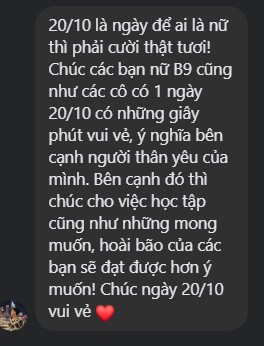 20/10 là ngày để ai là nữ
thì phải cười thật tươi!
Chúc các bạn nữ B9 cũng
như các cô có 1 ngày
20/10 có những giây
phút vui vẻ, ý nghĩa bên
cạnh người thân yêu của
mình. Bên cạnh đó thì
chúc cho việc học tập
cũng như những mong
muốn, hoài bão của các
bạn sẽ đạt được hơn ý
muốn! Chúc ngày 20/10
vui vẻ ❤️